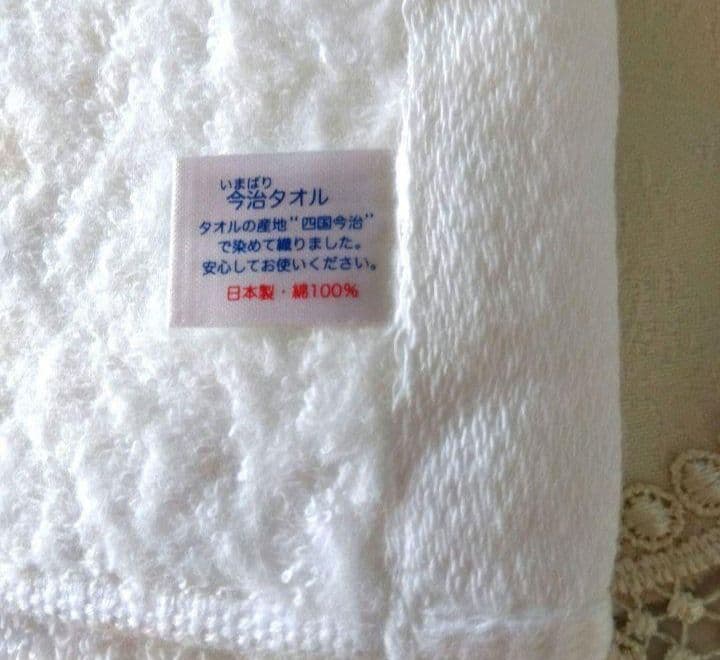 いまばり
今治タオル
タオルの産地“四国今治”
で染めて織りました。
安心してお使いください。
日本製・綿100%